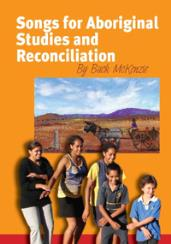 Songs for Aboriginal
Studies and
Reconciliation
By Buck McKenzie